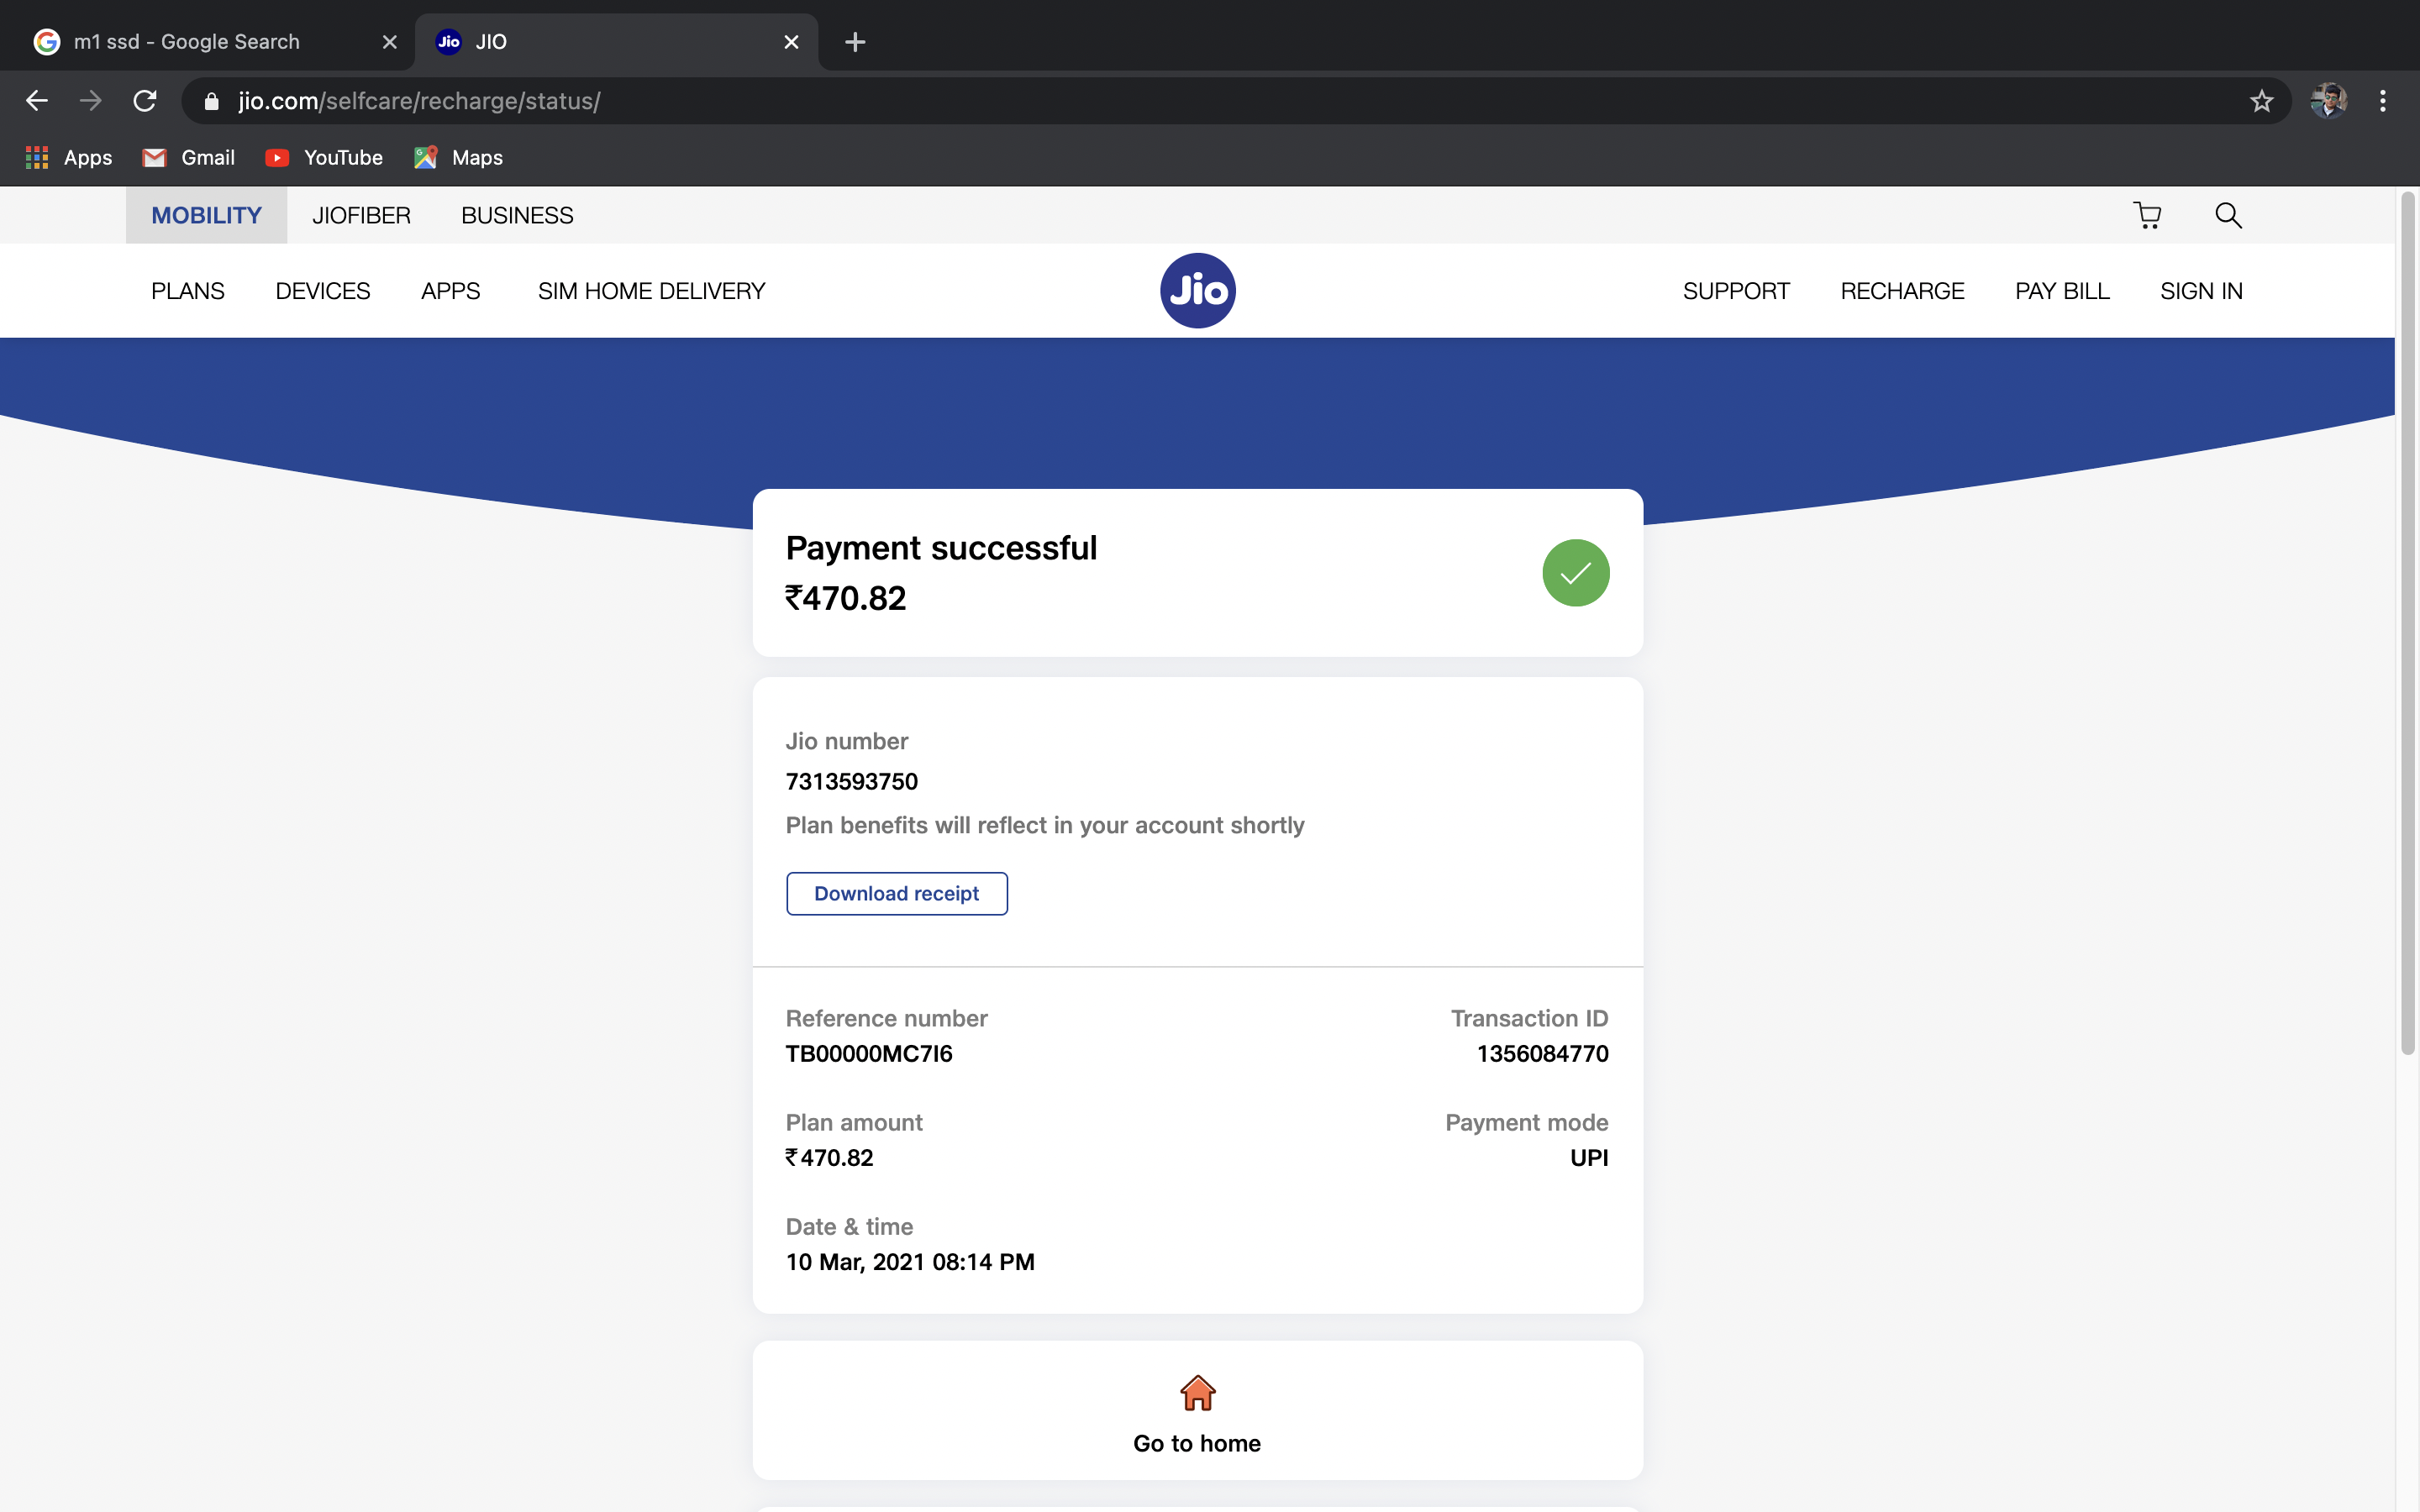 m1 ssd - Google Search
Jio JIO
jio.com/selfcare/recharge/status/
Apps Gmail YouTube Maps
MOBILITY JIOFIBER BUSINESS
PLANS DEVICES APPS SIM HOME DELIVERY Jio SUPPORT RECHARGE PAY BILL SIGN IN
Payment successful
₹470.82
Jio number
7313593750
Plan benefits will reflect in your account shortly
Download receipt
Reference number Transaction ID
TB00000MC7I6 1356084770
Plan amount Payment mode
₹470.82 UPI
Date & time
10 Mar, 2021 08:14 PM
Go to home